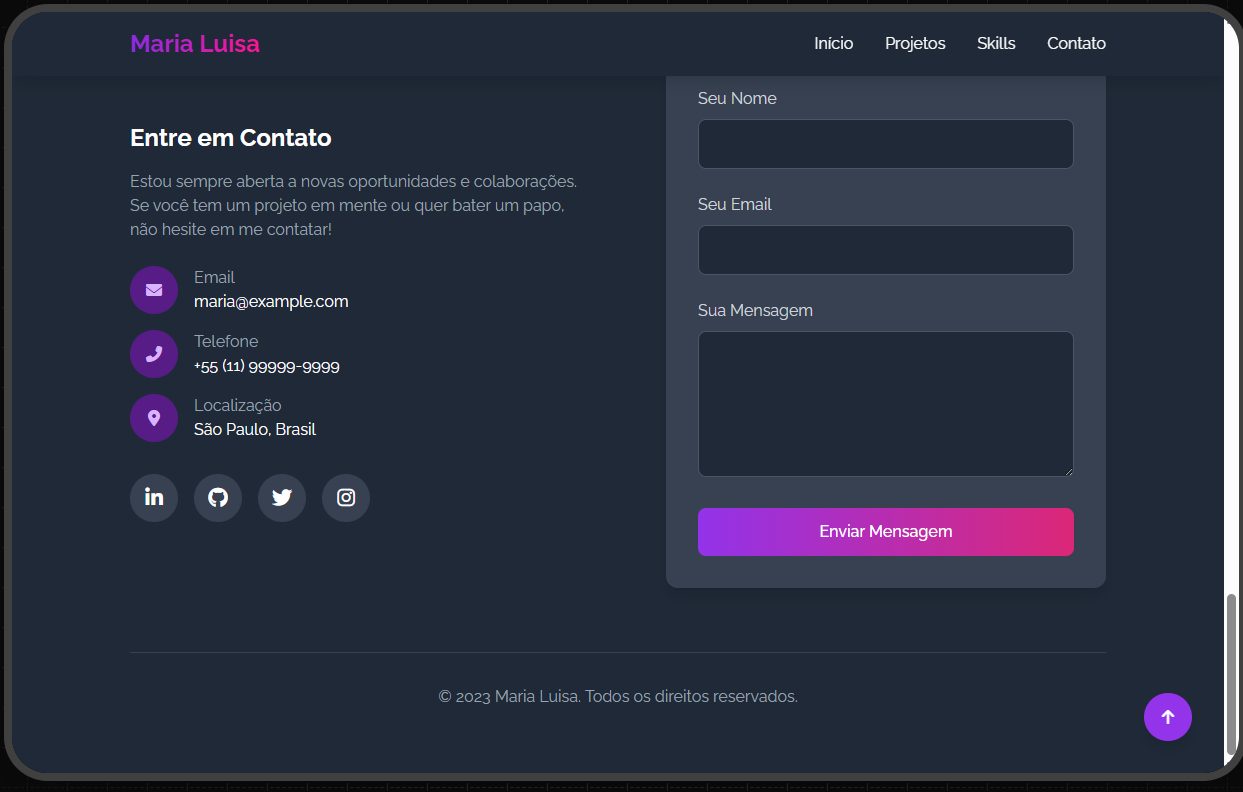 Maria Luisa
Início
Projetos
Skills
Contato
Entre em Contato
Estou sempre aberta a novas oportunidades e colaborações.
Se você tem um projeto em mente ou quer bater um papo,
não hesite em me contatar!
Email
maria@example.com
Telefone
+55 (11) 99999-9999
Localização
São Paulo, Brasil
Seu Nome
Seu Email
Sua Mensagem
Enviar Mensagem
© 2023 Maria Luisa. Todos os direitos reservados.